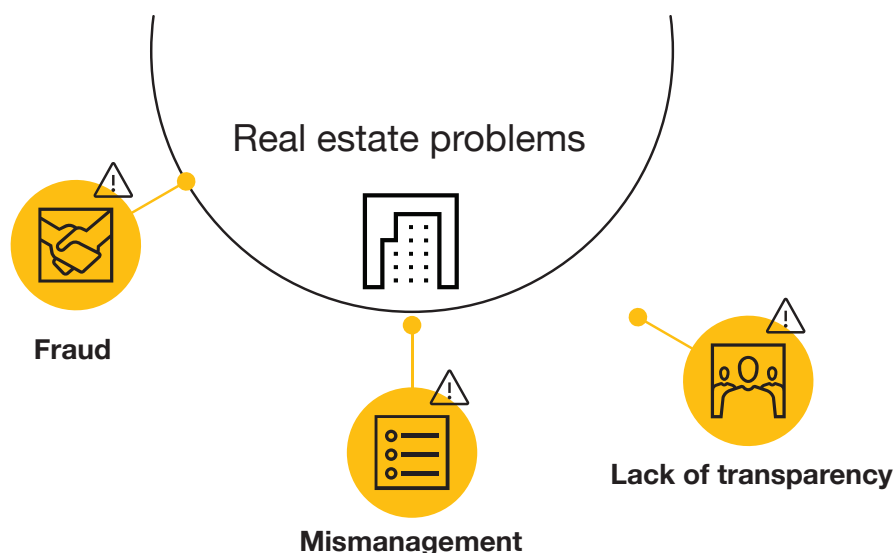 Real estate problems
Fraud
Lack of transparency
Mismanagement